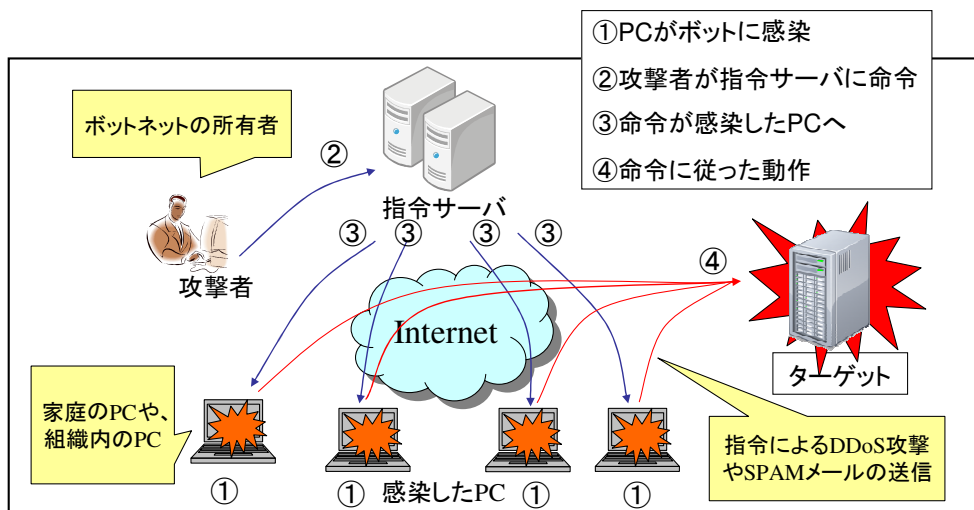 ①PCがボットに感染
②攻撃者が指令サーバに命令
③命令が感染したPCへ
④命令に従った動作
ボットネットの所有者
②
指令サーバ
③
③
③
③
攻撃者
④
Internet
ターゲット
家庭のPCや、
組織内のPC
指令によるDDoS攻撃
やSPAMメールの送信
①
①
感染したPC
①
①